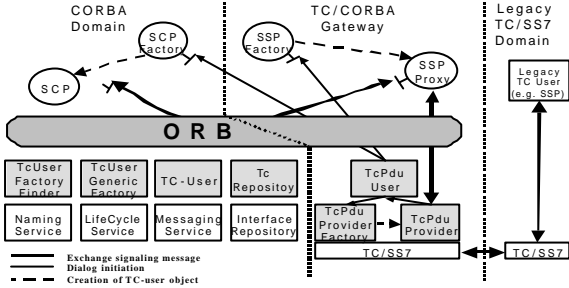 CORBA
Domain
TC/CORBA
Gateway
Legacy
TC/SS7
Domain
SCP
Factory
SSP
Factory
SCP
SSP
Proxy
Legacy
TC User
(e.g. SSP)
ORB
TcUser
Factory
Finder
TcUser
Generic
Factory
TC-User
Tc
Repositoy
TcPdu
User
Naming
Service
LifeCycle
Service
Messaging
Service
Interface
Repository
TcPdu
Provider
Factory
TcPdu
Provider
TC/SS7
TC/SS7
Exchange signaling message
Dialog initiation
Creation of TC-user object